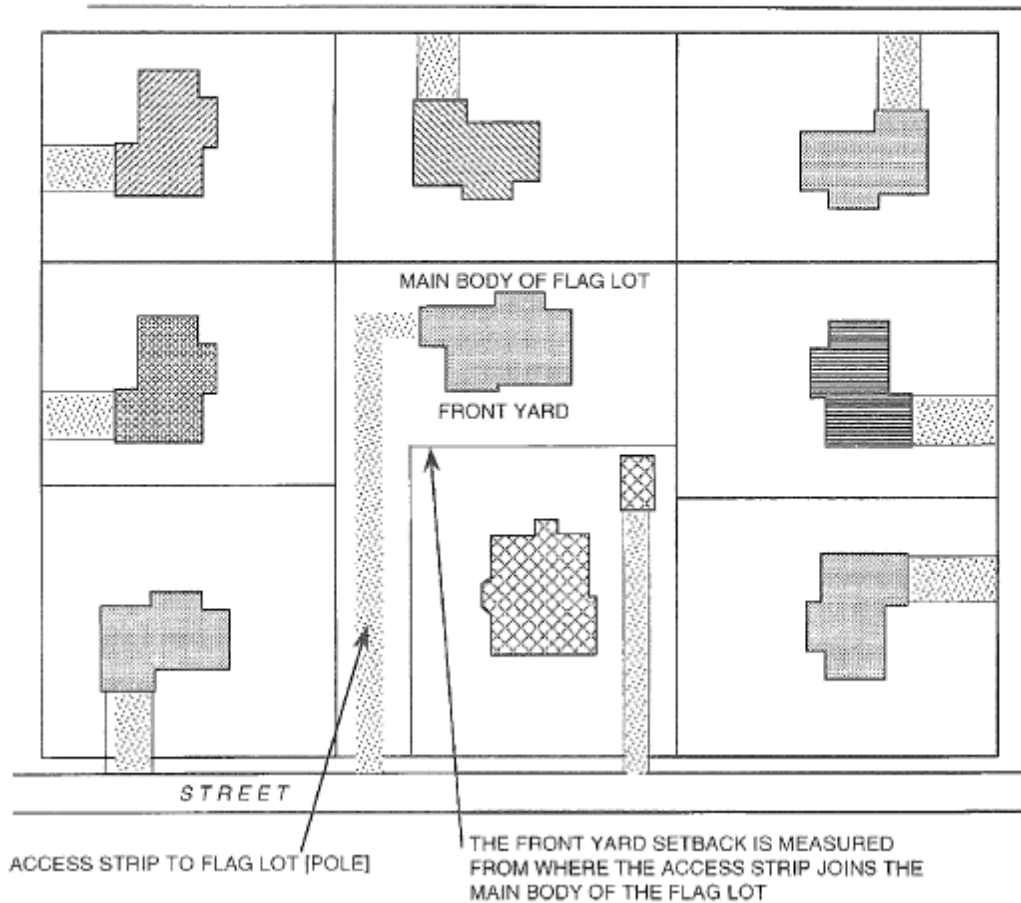 MAIN BODY OF FLAG LOT
FRONT YARD
STREET
ACCESS STRIP TO FLAG LOT [POLE]
THE FRONT YARD SETBACK IS MEASURED
FROM WHERE THE ACCESS STRIP JOINS THE
MAIN BODY OF THE FLAG LOT